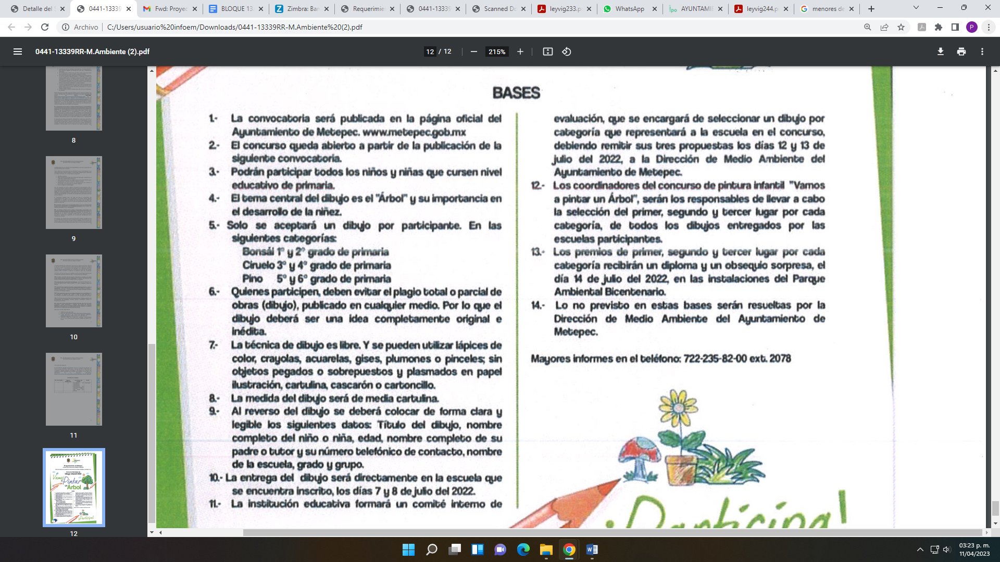 Detalle del S
0441-13339
Fwd: Proyec
BLOQUE 13
Zimbra: Ban
Requerimie
0441-13339
Scanned Do
leyvig233.p
WhatsApp
AYUNTAMIE
leyvig244.p
menores de
Archivo
C:/Users/usuario%20infoem/Downloads/0441-13339RR-M.Ambiente%20(2).pdf
P
0441-13339RR-M.Ambiente (2).pdf
12 / 12
215%
8
9
10
11
12
BASES
1.- La convocatoria será publicada en la página oficial del
Ayuntamiento de Metepec. www.metepec.gob.mx
2.- El concurso queda abierto a partir de la publicación de la
siguiente convocatoria.
3.- Podrán participar todos los niños y niñas que cursen nivel
educativo de primaria.
4.- El tema central del dibujo es el "Árbol" y su importancia en
el desarrollo de la niñez.
5.- Solo se aceptará un dibujo por participante. En las
siguientes categorías:
Bonsái 1° y 2° grado de primaria
Ciruelo 3° y 4° grado de primaria
Pino 5° y 6° grado de primaria
6.- Quienes participen, deben evitar el plagio total o parcial de
obras (dibujo), publicado en cualquier medio. Por lo que el
dibujo deberá ser una idea completamente original e
inédita.
7.- La técnica de dibujo es libre. Y se pueden utilizar lápices de
color, crayolas, acuarelas, gises, plumones o pinceles; sin
objetos pegados o sobrepuestos y plasmados en papel
ilustración, cartulina, cascarón o cartoncillo.
8.- La medida del dibujo será de media cartulina.
9.- Al reverso del dibujo se deberá colocar de forma clara y
legible los siguientes datos: Título del dibujo, nombre
completo del niño o niña, edad, nombre completo de su
padre o tutor y su número telefónico de contacto, nombre
de la escuela, grado y grupo.
10.- La entrega del dibujo será directamente en la escuela que
se encuentra inscrito, los días 7 y 8 de julio del 2022.
11.- La institución educativa formará un comité interno de
evaluación, que se encargará de seleccionar un dibujo por
categoría que representará a la escuela en el concurso,
debiendo remitir sus tres propuestas los días 12 y 13 de
julio del 2022, a la Dirección de Medio Ambiente del
Ayuntamiento de Metepec.
12.- Los coordinadores del concurso de pintura infantil "Vamos
a pintar un Árbol", serán los responsables de llevar a cabo
la selección del primer, segundo y tercer lugar por cada
categoría, de todos los dibujos entregados por las
escuelas participantes.
13.- Los premios de primer, segundo y tercer lugar por cada
categoría recibirán un diploma y un obsequio sorpresa, el
día 14 de julio del 2022, en las instalaciones del Parque
Ambiental Bicentenario.
14.- Lo no previsto en estas bases serán resueltas por la
Dirección de Medio Ambiente del Ayuntamiento de
Metepec.
Mayores informes en el teléfono: 722-235-82-00 ext. 2078
¡Participa!
Vamos
a Pintar
un Árbol
¡Participa!
03:23 p. m.
11/04/2023